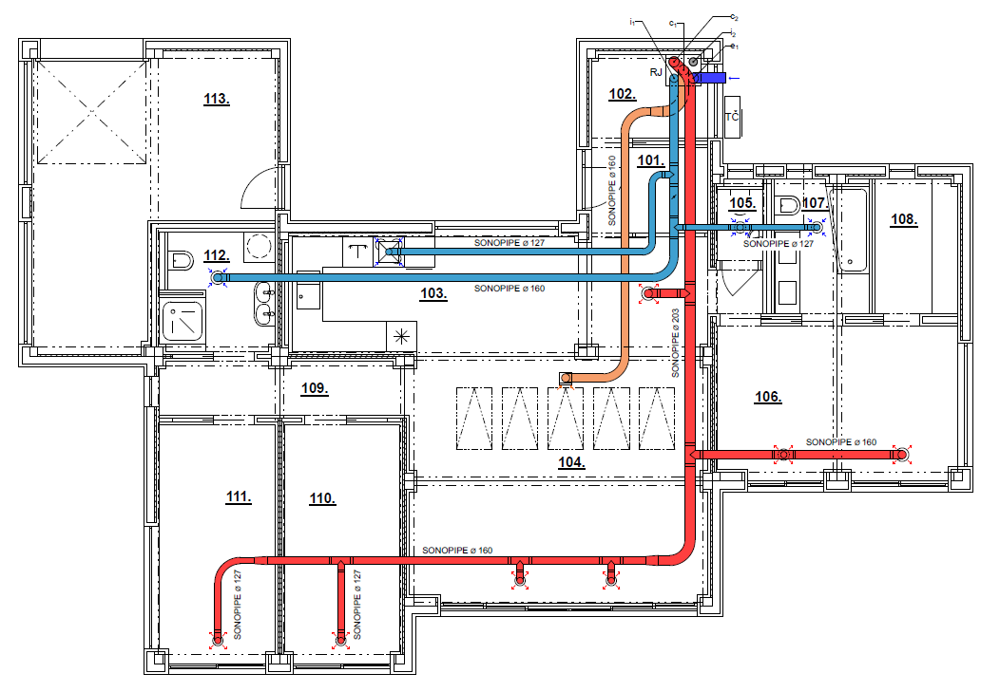 c₂
i₁
c₁
i₂
e₁
RJ
113.
102.
TČ
101.
SONOPIPE ø 160
105.
107.
108.
SONOPIPE ø 127
SONOPIPE ø 127
112.
SONOPIPE ø 160
103.
SONOPIPE ø 203
109.
106.
SONOPIPE ø 160
104.
111.
110.
SONOPIPE ø 160
SONOPIPE ø 127
SONOPIPE ø 127